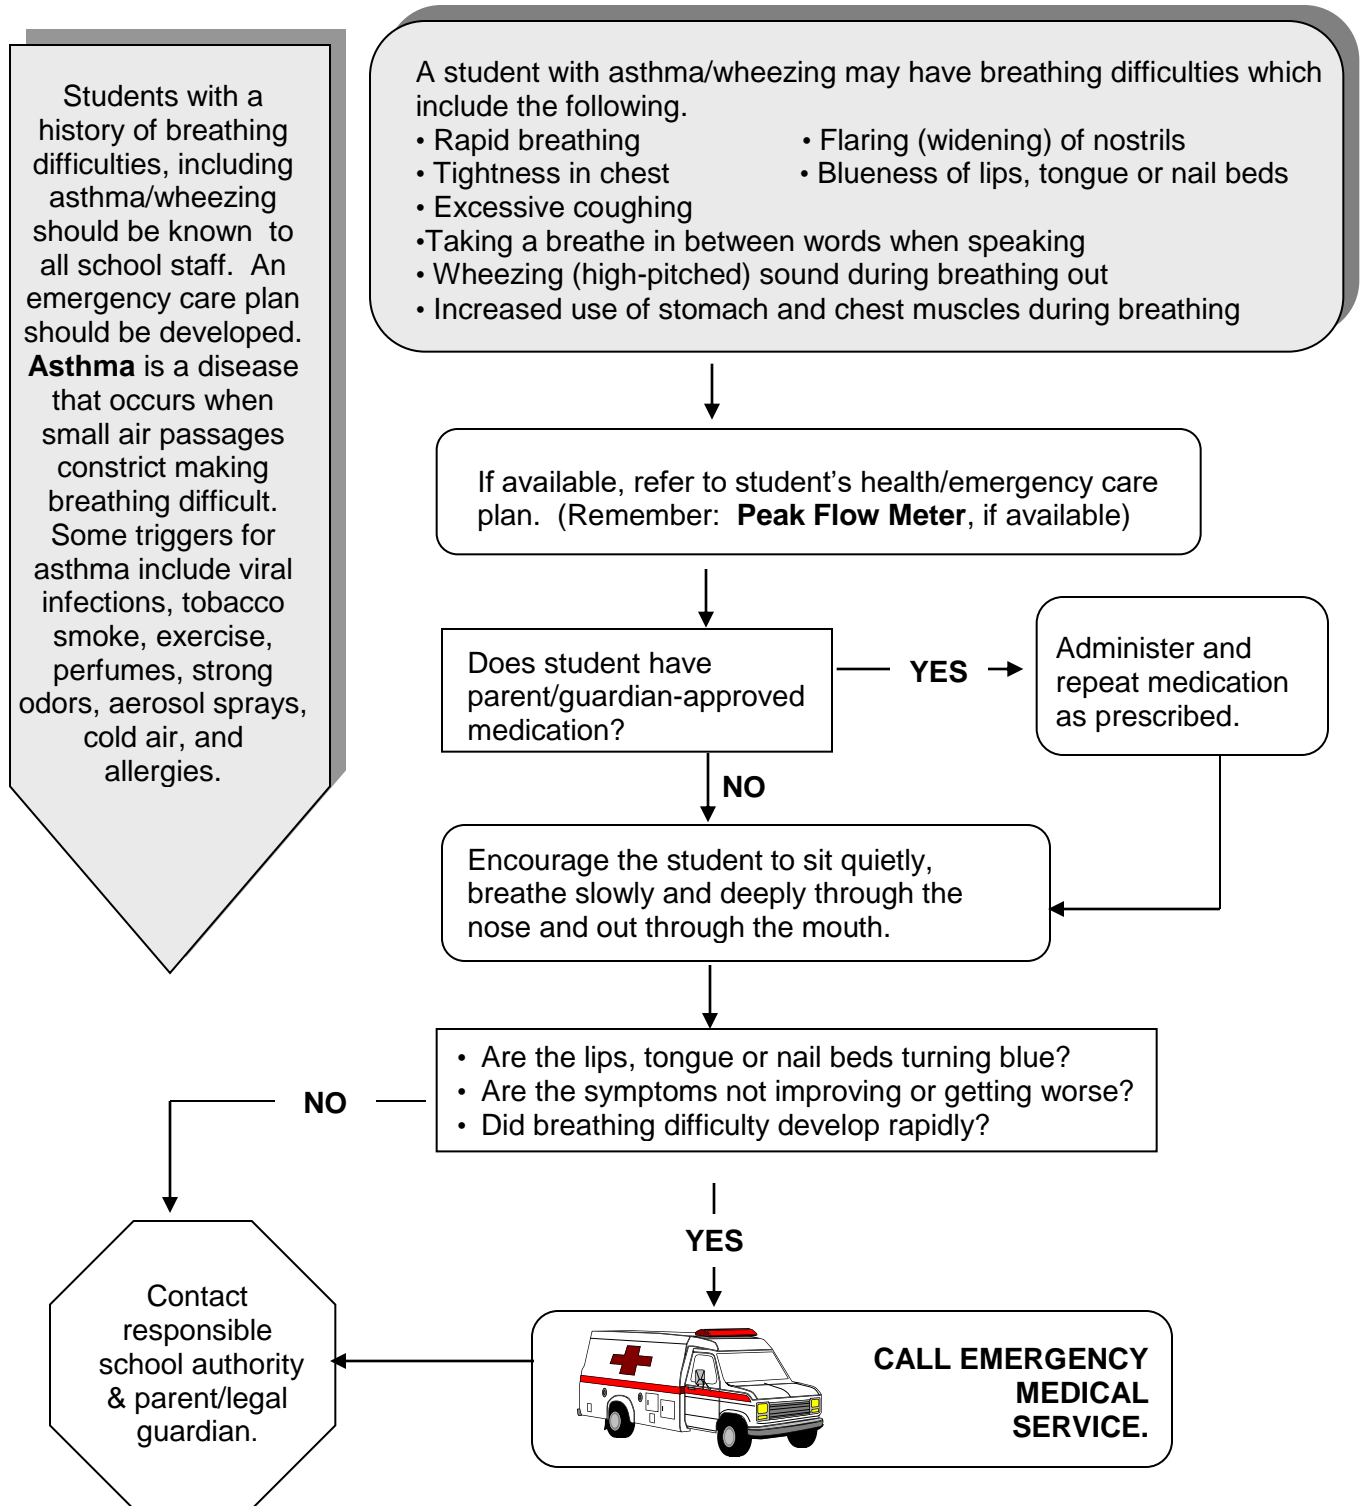 Students with a
history of breathing
difficulties, including
asthma/wheezing
should be known to
all school staff. An
emergency care plan
should be developed.
Asthma is a disease
that occurs when
small air passages
constrict making
breathing difficult.
Some triggers for
asthma include viral
infections, tobacco
smoke, exercise,
perfumes, strong
odors, aerosol sprays,
cold air, and
allergies.
A student with asthma/wheezing may have breathing difficulties which
include the following.
• Rapid breathing • Flaring (widening) of nostrils
• Tightness in chest • Blueness of lips, tongue or nail beds
• Excessive coughing
•Taking a breathe in between words when speaking
• Wheezing (high-pitched) sound during breathing out
• Increased use of stomach and chest muscles during breathing
If available, refer to student’s health/emergency care
plan. (Remember: Peak Flow Meter, if available)
Does student have
parent/guardian-approved
medication?
YES
Administer and
repeat medication
as prescribed.
NO
Encourage the student to sit quietly,
breathe slowly and deeply through the
nose and out through the mouth.
• Are the lips, tongue or nail beds turning blue?
• Are the symptoms not improving or getting worse?
• Did breathing difficulty develop rapidly?
NO
YES
Contact
responsible
school authority
& parent/legal
guardian.
CALL EMERGENCY
MEDICAL
SERVICE.